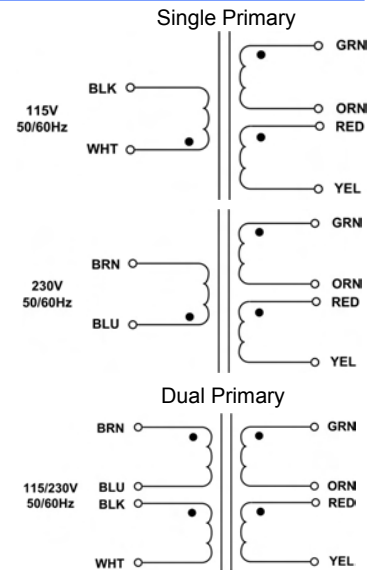 Single Primary
GRN
BLK
ORN
115V
50/60Hz
RED
WHT
YEL
GRN
BRN
ORN
230V
50/60Hz
RED
BLU
YEL
Dual Primary
BRN
GRN
115/230V
50/60Hz
BLU
ORN
BLK
RED
WHT
YEL